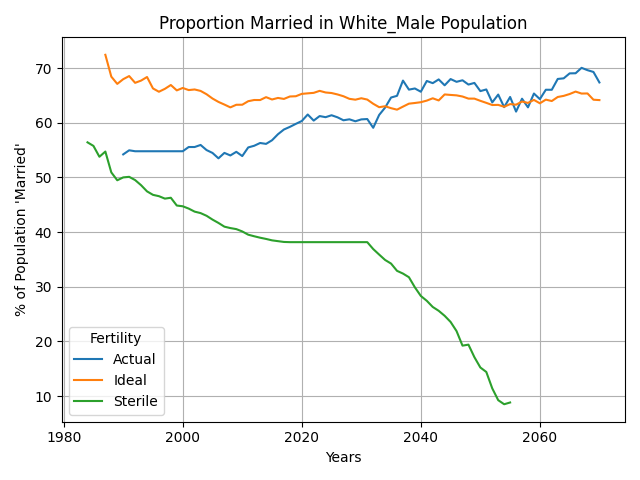 Proportion Married in White_Male Population
% of Population 'Married'
70
60
50
40
30
20
10
Fertility
Actual
Ideal
Sterile
1980
2000
2020
2040
2060
Years